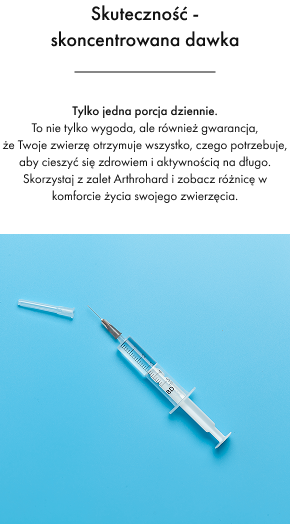 Skuteczność -
skoncentrowana dawka
Tylko jedna porcja dziennie.
To nie tylko wygoda, ale również gwarancja,
że Twoje zwierzę otrzymuje wszystko, czego potrzebuje,
aby cieszyć się zdrowiem i aktywnością na długo.
Skorzystaj z zalet Arthrohard i zobacz różnicę w
komforcie życia swojego zwierzęcia.